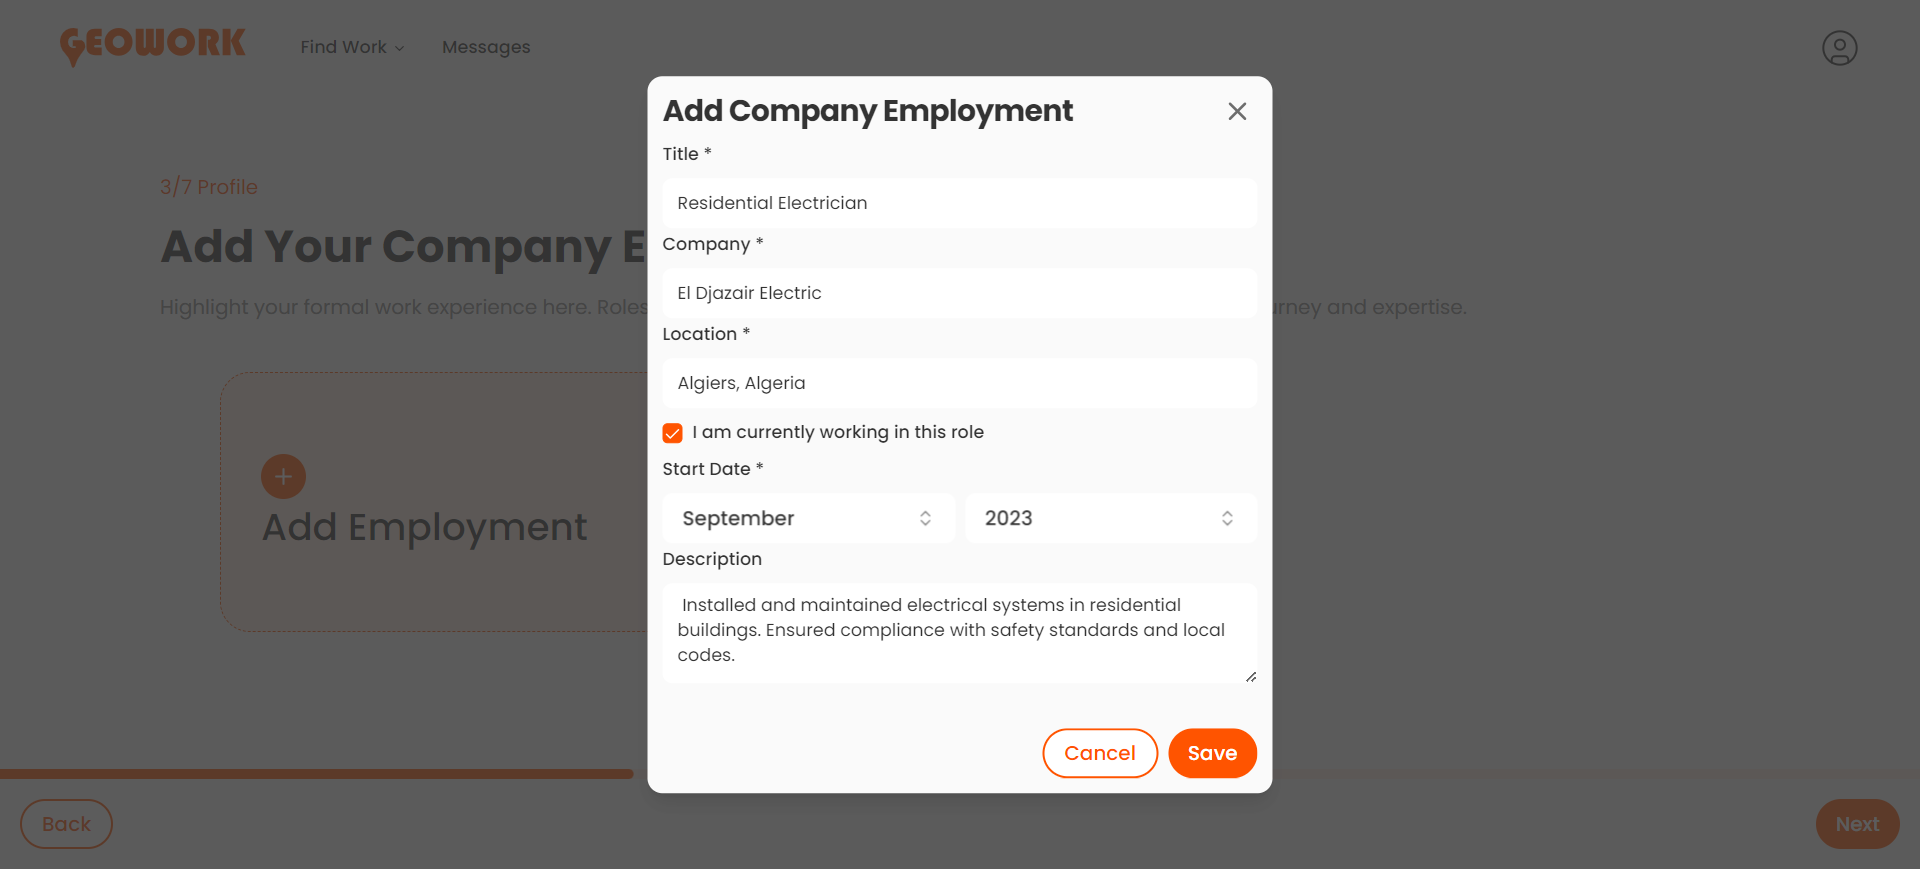 GEOWORK
Find Work
Messages
3/7 Profile
Add Your Company E
Highlight your formal work experience here. Roles
urney and expertise.
Add Employment
Add Company Employment
Title *
Residential Electrician
Company *
El Djazair Electric
Location *
Algiers, Algeria
I am currently working in this role
Start Date *
September
2023
Description
Installed and maintained electrical systems in residential
buildings. Ensured compliance with safety standards and local
codes.
Cancel
Save
Back
Next